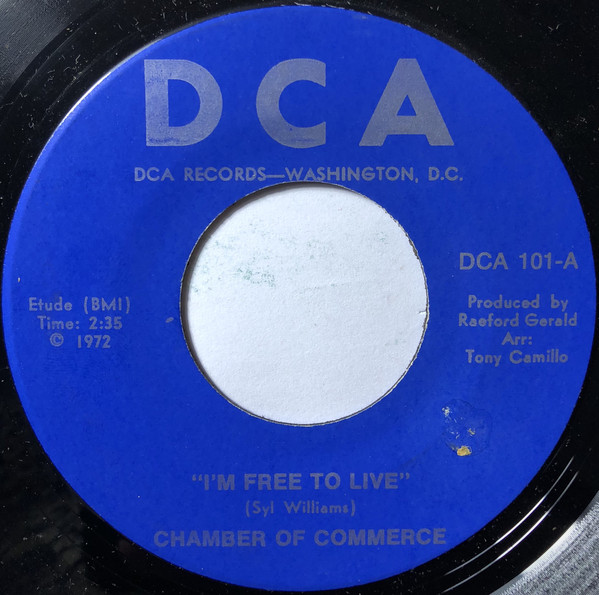 DCA
DCA RECORDS—WASHINGTON, D.C.
DCA 101-A
Etude (BMI)
Time: 2:35
© 1972
Produced by
Raeford Gerald
Arr:
Tony Camillo
"I'M FREE TO LIVE"
(Syl Williams)
CHAMBER OF COMMERCE